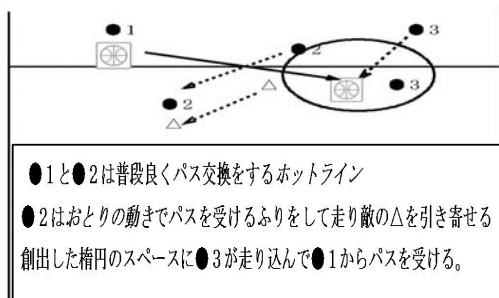 ●1
●3
●2
●3
●2
△
△
●1と●2は普段良くパス交換をするホットライン
●2はおとりの動きでパスを受けるふりをして走り敵の△を引き寄せる
創出した楕円のスペースに●3が走り込んで●1からパスを受ける。